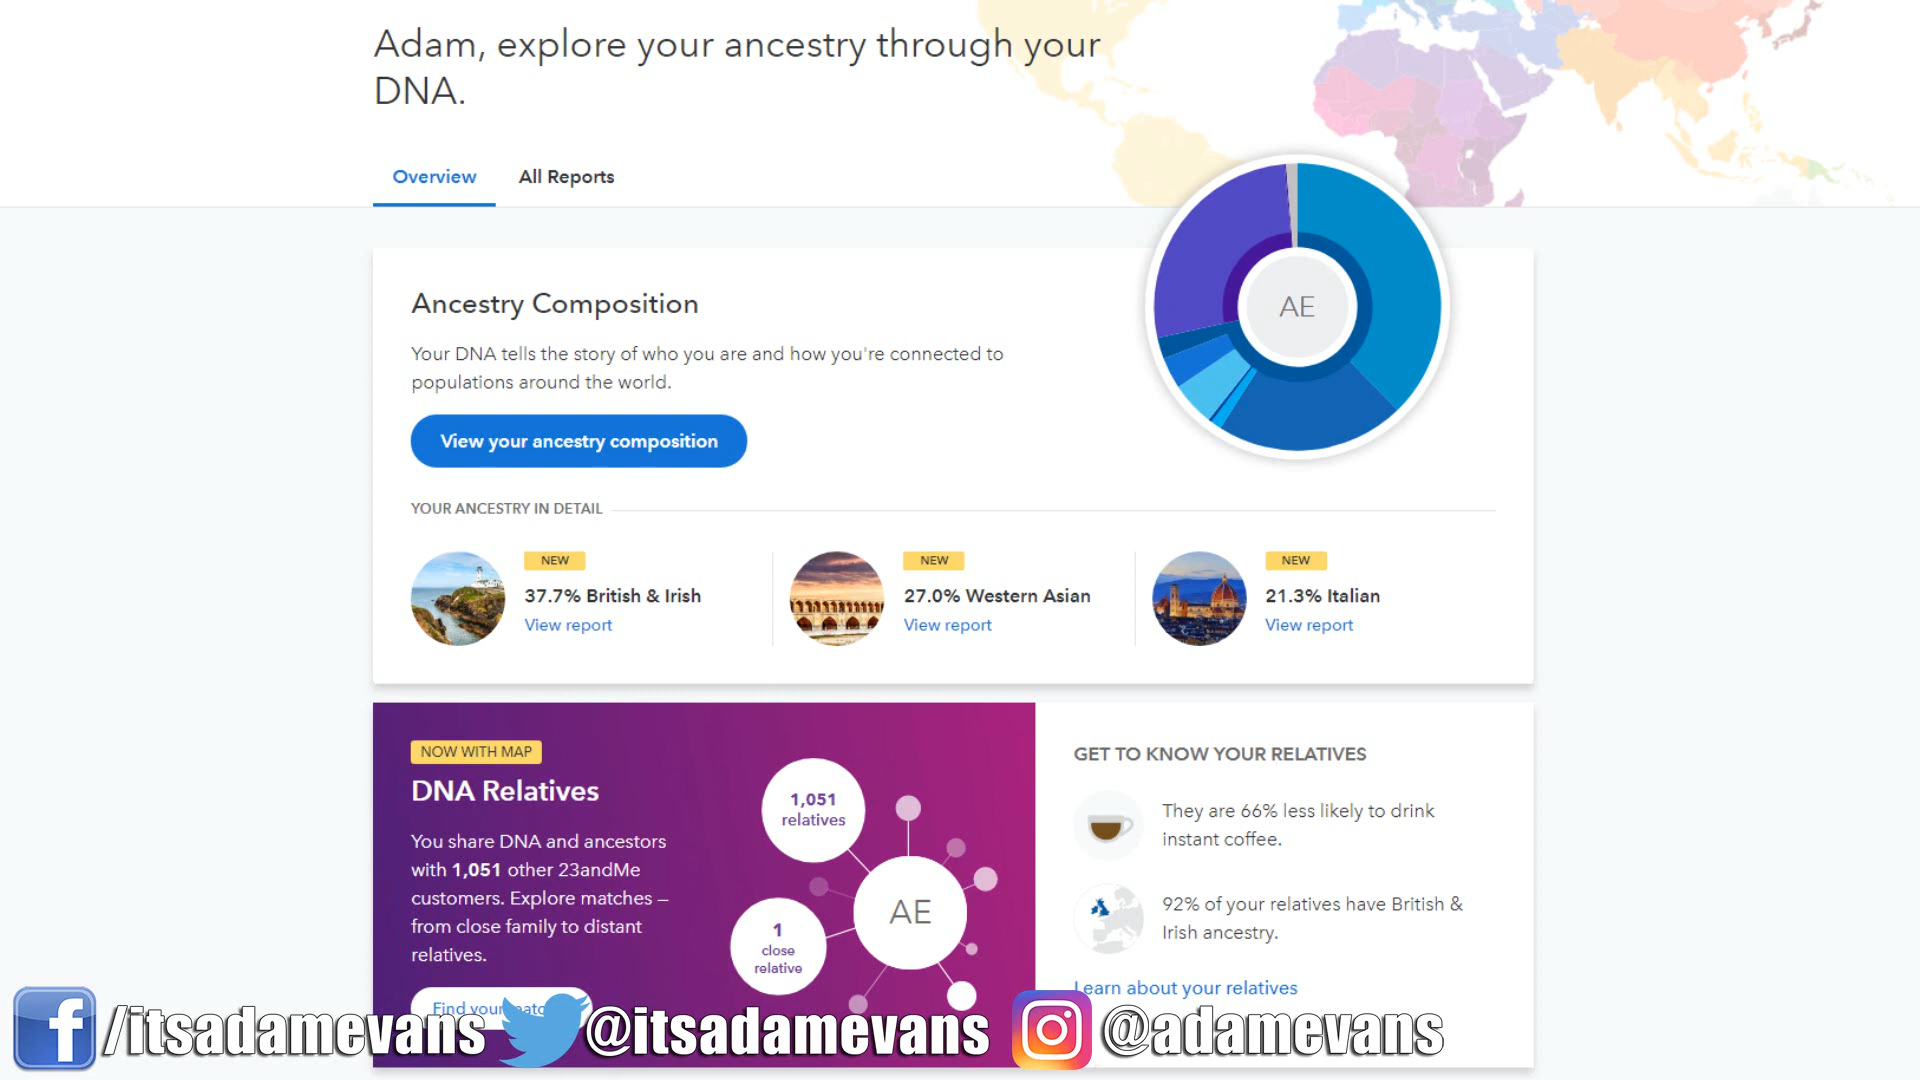 Adam, explore your ancestry through your
DNA.
Overview
All Reports
AE
Ancestry Composition
Your DNA tells the story of who you are and how you're connected to
populations around the world.
View your ancestry composition
YOUR ANCESTRY IN DETAIL
NEW
37.7% British & Irish
View report
NEW
27.0% Western Asian
View report
NEW
21.3% Italian
View report
NOW WITH MAP
DNA Relatives
You share DNA and ancestors
with 1,051 other 23andMe
customers. Explore matches –
from close family to distant
relatives.
Find your
1,051
relatives
1
close
relative
AE
GET TO KNOW YOUR RELATIVES
They are 66% less likely to drink
instant coffee.
92% of your relatives have British &
Irish ancestry.
Learn about your relatives
f /itsadamevans @itsadamevans @adamevans